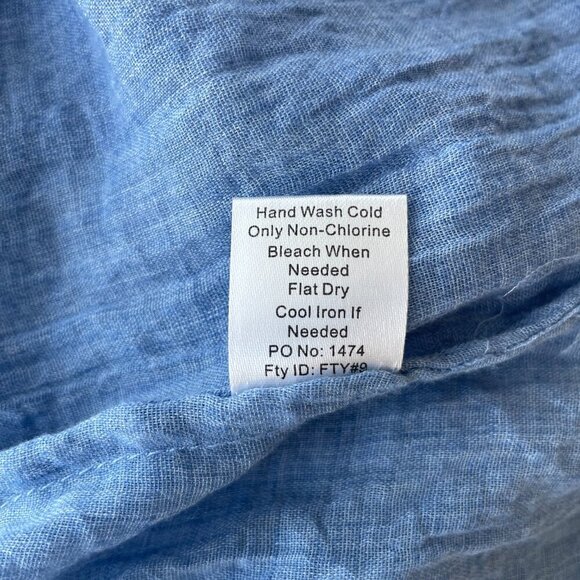 Hand Wash Cold
Only Non-Chlorine
Bleach When
Needed
Flat Dry
Cool Iron If
Needed
PO No: 1474
Fty ID: FTY#9